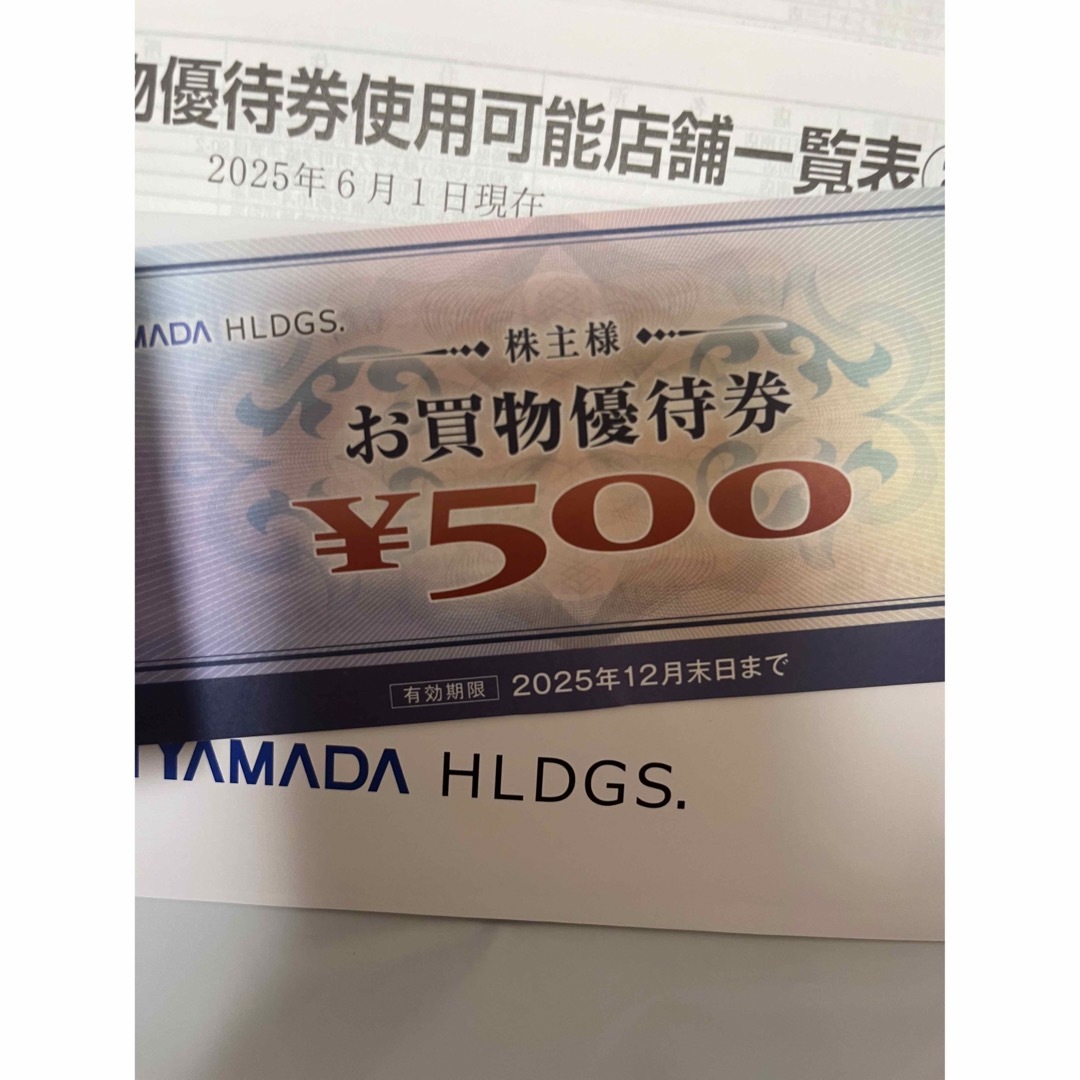 物優待券使用可能店舗一覧表
2025年6月1日現在
MADA HLDGS.
株主様
お買物優待券
¥500
有効期限 2025年12月末日まで
YAMADA HLDGS.